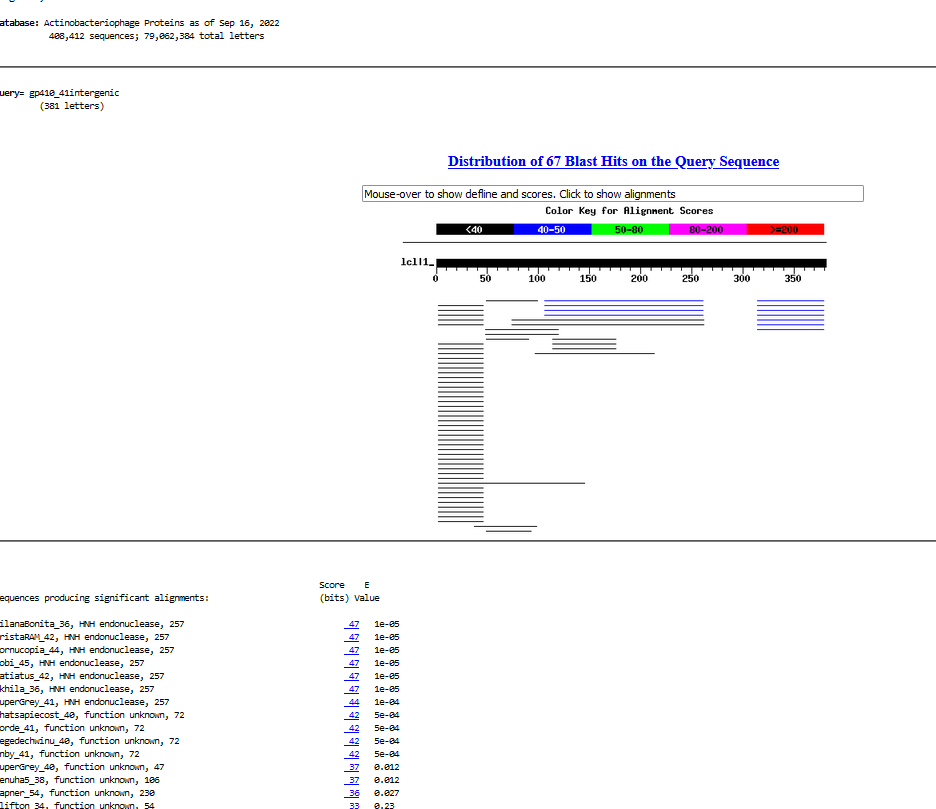 atabase: Actinobacteriophage Proteins as of Sep 16, 2022
408,412 sequences; 79,062,384 total letters
uery= gp410_41intergenic
(381 letters)
Distribution of 67 Blast Hits on the Query Sequence
Mouse-over to show defline and scores. Click to show alignments
Color Key for Alignment Scores
<40 40-50 50-80 80-200 >=200
lcl|1_
0 50 100 150 200 250 300 350
Score E
equences producing significant alignments: (bits) Value
ilanaBonita_36, HNH endonuclease, 257 47 1e-05
ristaRAM_42, HNH endonuclease, 257 47 1e-05
ornucopia_44, HNH endonuclease, 257 47 1e-05
obi_45, HNH endonuclease, 257 47 1e-05
atiatus_42, HNH endonuclease, 257 47 1e-05
khila_36, HNH endonuclease, 257 47 1e-05
uperGrey_41, HNH endonuclease, 257 44 1e-04
hatsapiecost_40, function unknown, 72 42 5e-04
orde_41, function unknown, 72 42 5e-04
egedechwinu_40, function unknown, 72 42 5e-04
nby_41, function unknown, 72 42 5e-04
uperGrey_40, function unknown, 47 37 0.012
enuha5_38, function unknown, 106 37 0.012
apner_54, function unknown, 230 36 0.027
lifton_34, function unknown, 54 33 0.23